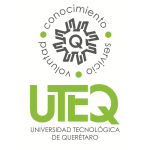 voluntad · conocimiento · servicio
Q
UTEQ
UNIVERSIDAD TECNOLÓGICA
DE QUERÉTARO